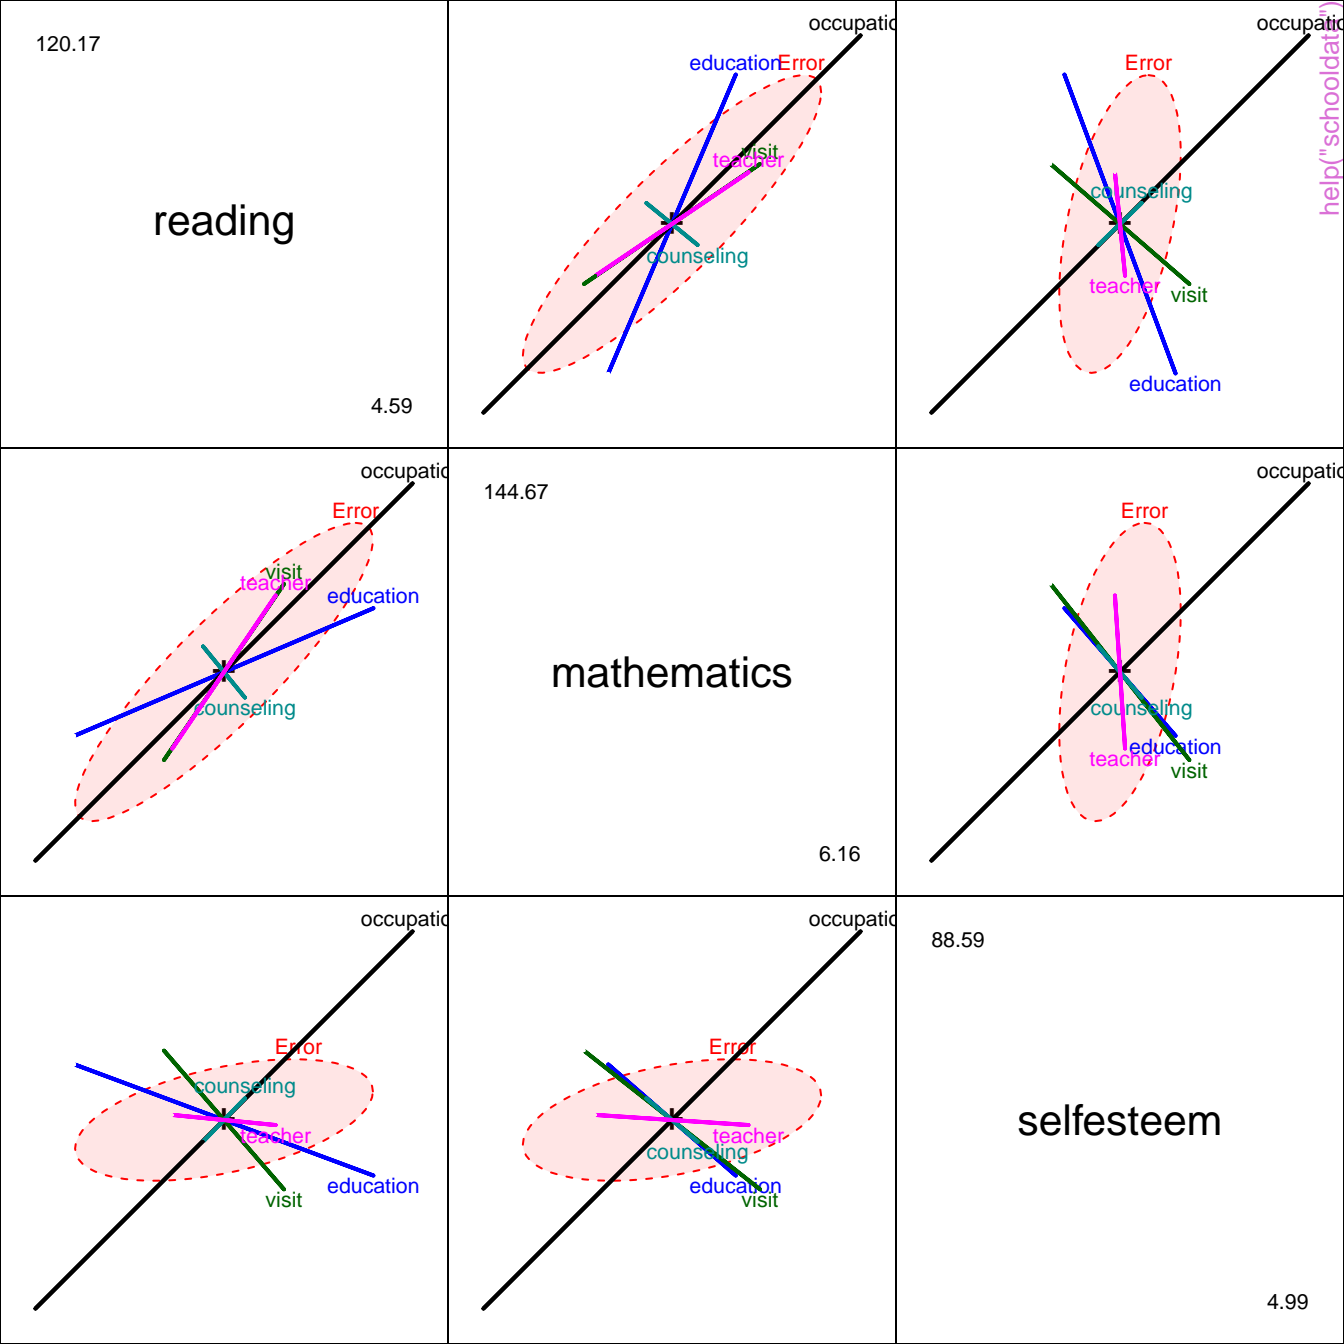 120.17
reading
4.59
occupatio
education
Error
visit
teacher
counseling
occupatio
Error
counseling
teacher
visit
education
help("schooldata")
occupatio
Error
visit
teacher
education
counseling
144.67
mathematics
6.16
occupatio
Error
counseling
education
teacher
visit
occupatio
Error
counseling
teacher
education
visit
occupatio
Error
teacher
counseling
education
visit
88.59
selfesteem
4.99